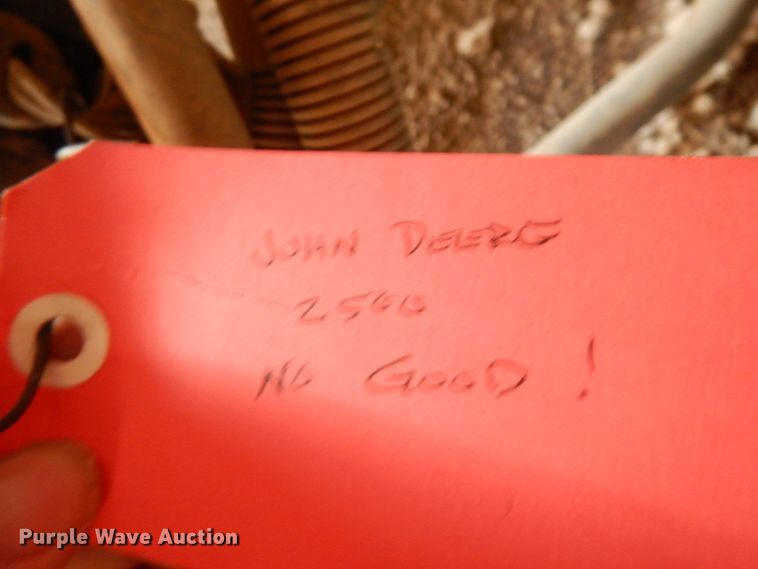 JOHN DEERE
2500
NO GOOD !
Purple Wave Auction